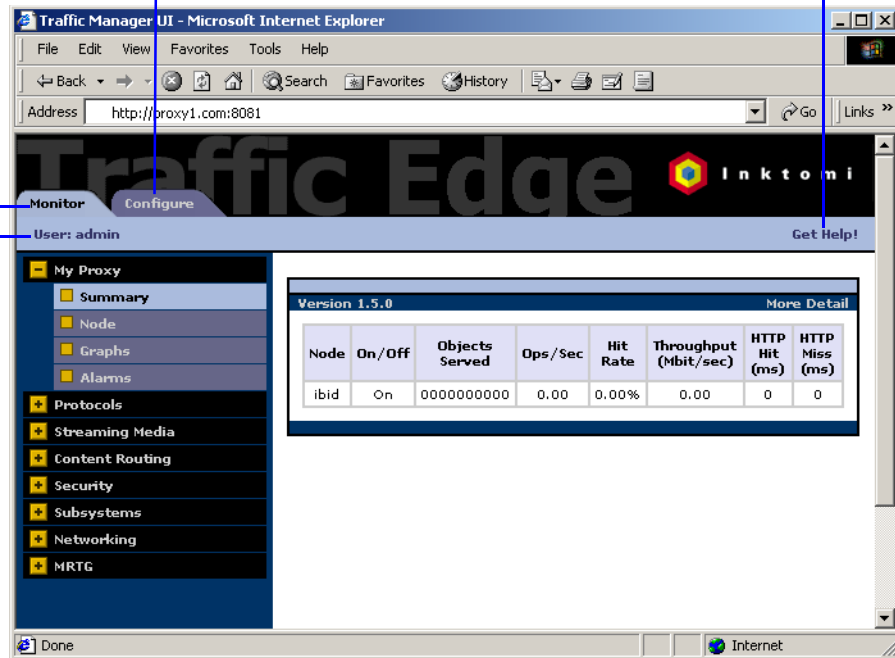 Traffic Manager UI - Microsoft Internet Explorer
File Edit View Favorites Tools Help
Back Search Favorites History
Address http://proxy1.com:8081 Go Links »
Traffic Edge
Inktomi
Monitor Configure
User: admin Get Help!
My Proxy
Summary
Node
Graphs
Alarms
Protocols
Streaming Media
Content Routing
Security
Subsystems
Networking
MRTG
Version 1.5.0 More Detail
Node On/Off Objects Served Ops/Sec Hit Rate Throughput (Mbit/sec) HTTP Hit (ms) HTTP Miss (ms)
ibid On 0000000000 0.00 0.00% 0.00 0 0
Done Internet